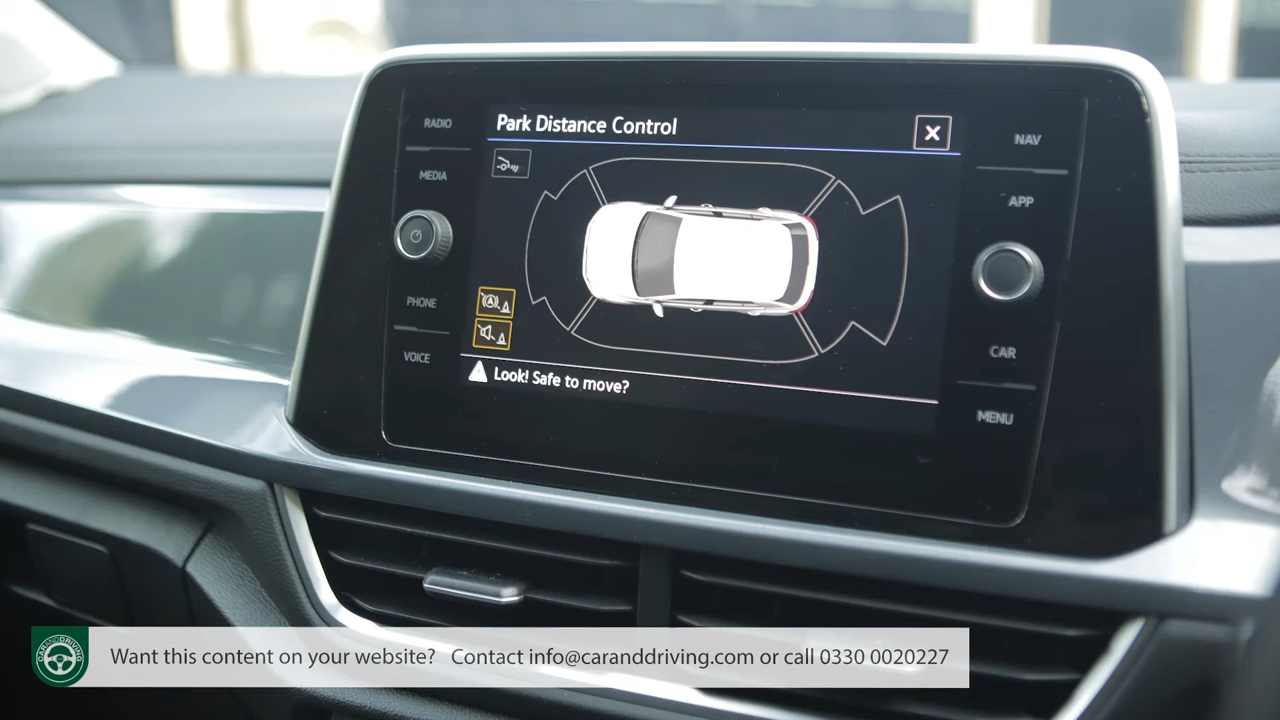 RADIO
MEDIA
PHONE
VOICE
Park Distance Control
Look! Safe to move?
NAV
APP
CAR
MENU
CARANDDRIVING
Want this content on your website? Contact info@caranddriving.com or call 0330 0020227